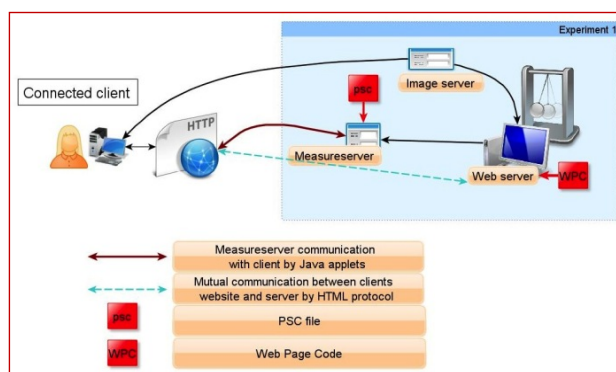 Experiment 1
Image server
Connected client
psc
HTTP
Measureserver
Web server
WPC
Measureserver communication
with client by Java applets
Mutual communication between clients
website and server by HTML protocol
psc
PSC file
WPC
Web Page Code